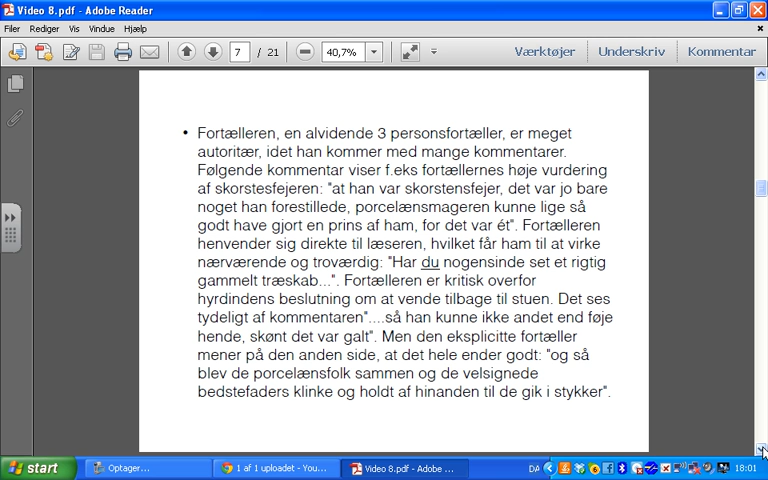 Video 8.pdf - Adobe Reader
Filer Rediger Vis Vindue Hjælp
7 / 21 40,7% Værktøjer Underskriv Kommentar
• Fortælleren, en alvidende 3 personsfortæller, er meget
autoritær, idet han kommer med mange kommentarer.
Følgende kommentar viser f.eks fortællernes høje vurdering
af skorstesfejeren: "at han var skorstensfejer, det var jo bare
noget han forestillede, porcelænsmageren kunne lige så
godt have gjort en prins af ham, for det var ét". Fortælleren
henvender sig direkte til læseren, hvilket får ham til at virke
nærværende og troværdig: "Har du nogensinde set et rigtig
gammelt træskab...". Fortælleren er kritisk overfor
hyrdindens beslutning om at vende tilbage til stuen. Det ses
tydeligt af kommentaren"....så han kunne ikke andet end føje
hende, skønt det var galt". Men den eksplicitte fortæller
mener på den anden side, at det hele ender godt: "og så
blev de porcelænsfolk sammen og de velsignede
bedstefaders klinke og holdt af hinanden til de gik i stykker".
start Optager... 1 af 1 uploadet - You... Video 8.pdf - Adobe ... DA 18:01